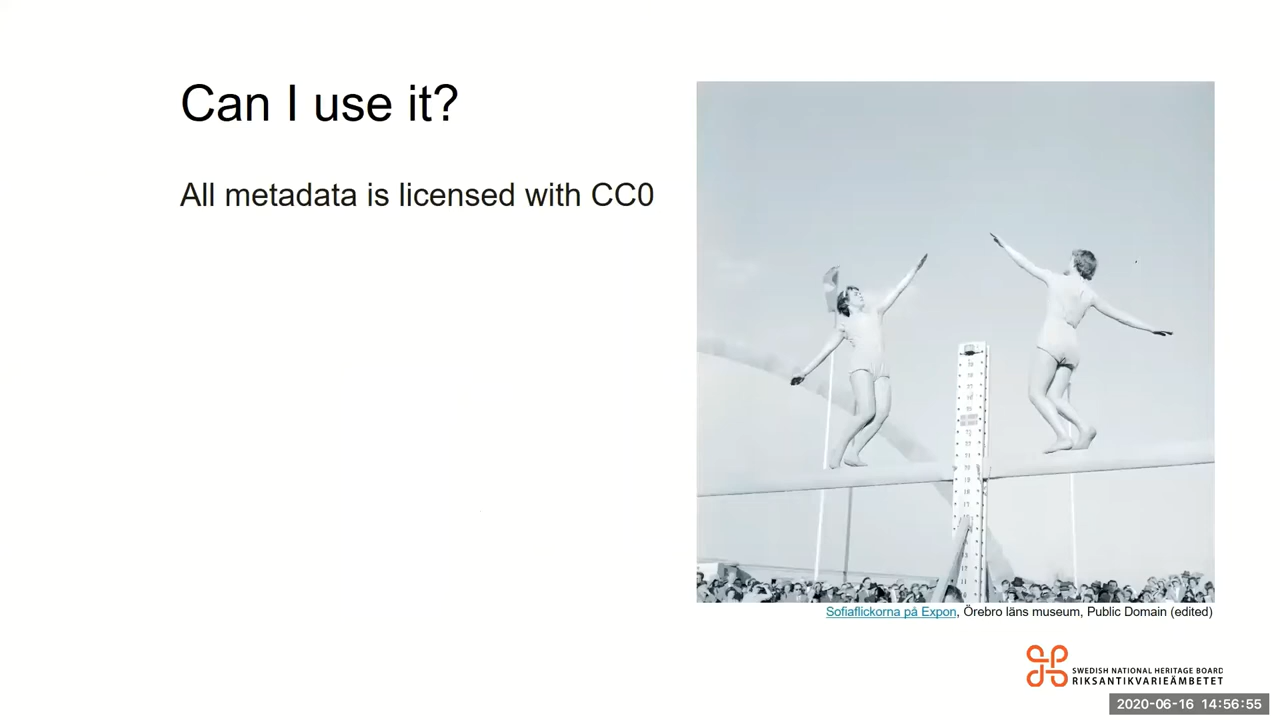 Can I use it?
All metadata is licensed with CC0
Sofiaflickorna på Expon, Örebro läns museum, Public Domain (edited)
SWEDISH NATIONAL HERITAGE BOARD
RIKSANTIKVARIEÄMBETET
2020-06-16 14:56:55